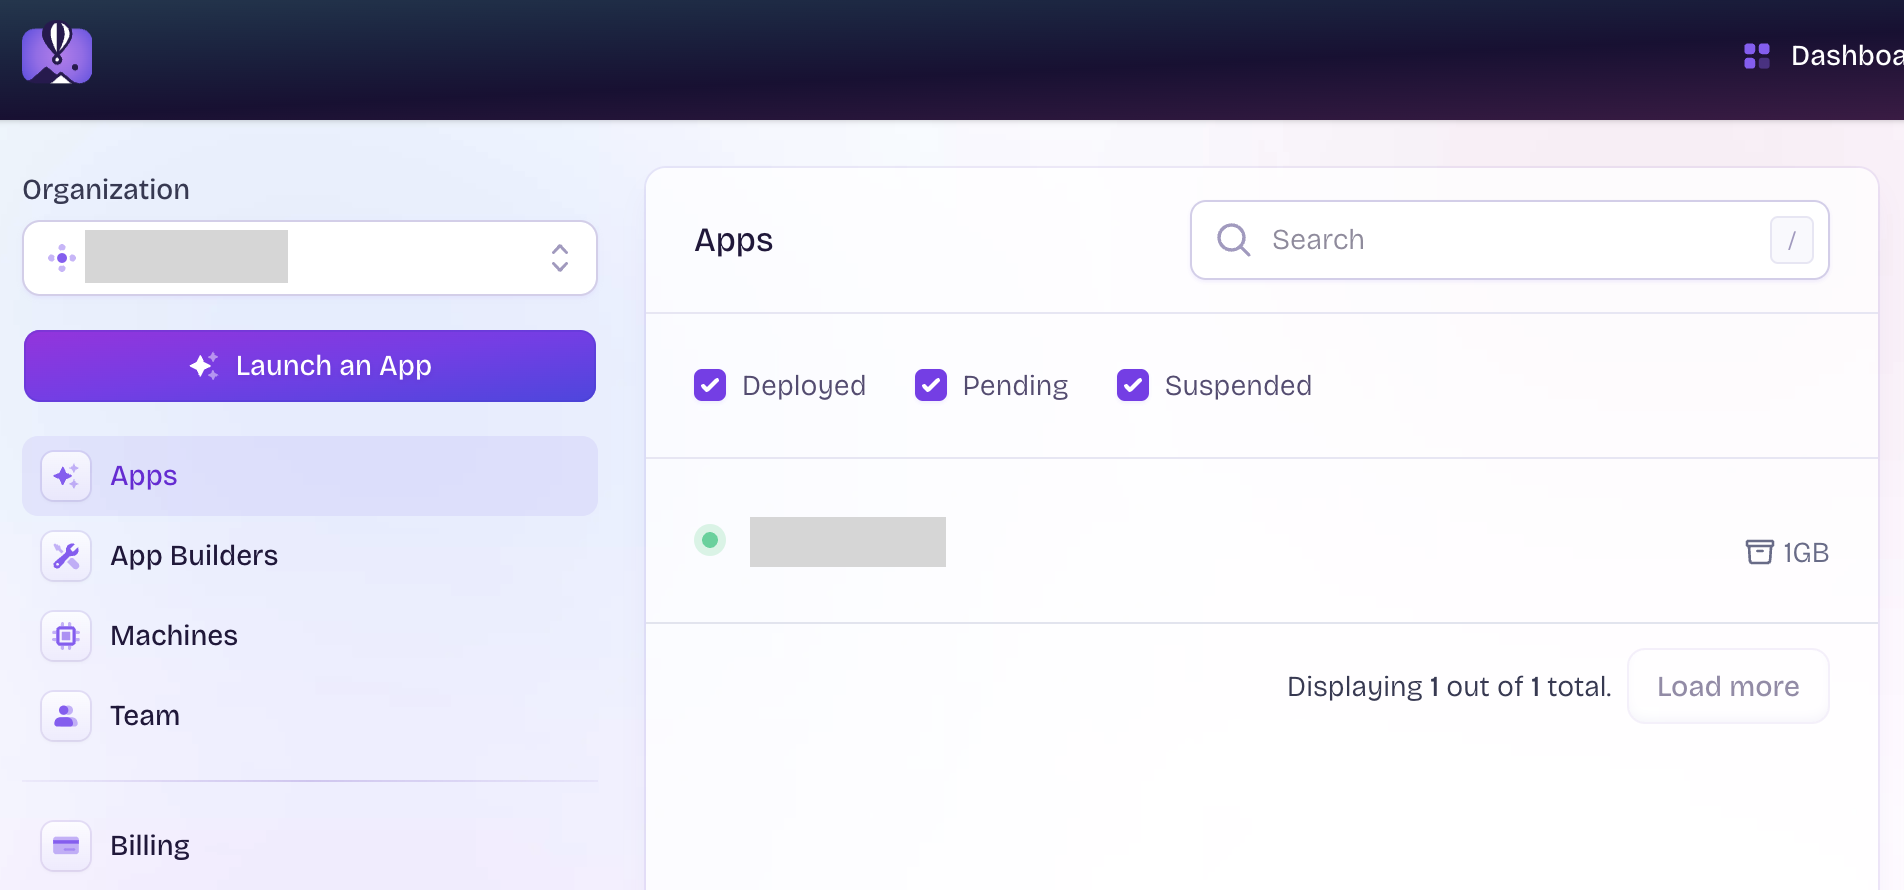 Dashboa
Organization
Launch an App
Apps
App Builders
Machines
Team
Billing
Apps
Search /
Deployed Pending Suspended
1GB
Displaying 1 out of 1 total. Load more